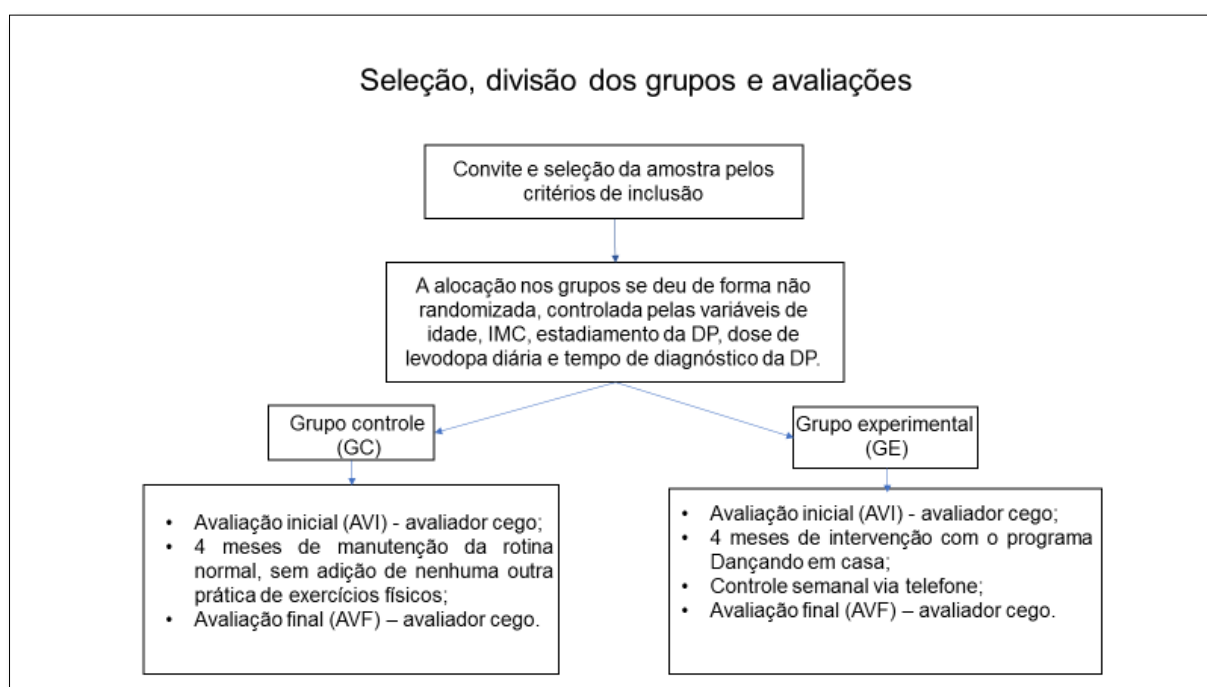 Seleção, divisão dos grupos e avaliações
Convite e seleção da amostra pelos
critérios de inclusão
A alocação nos grupos se deu de forma não
randomizada, controlada pelas variáveis de
idade, IMC, estadiamento da DP, dose de
levodopa diária e tempo de diagnóstico da DP.
Grupo controle
(GC)
Grupo experimental
(GE)
• Avaliação inicial (AVI) - avaliador cego;
• 4 meses de manutenção da rotina
normal, sem adição de nenhuma outra
prática de exercícios físicos;
• Avaliação final (AVF) – avaliador cego.
• Avaliação inicial (AVI) - avaliador cego;
• 4 meses de intervenção com o programa
Dançando em casa;
• Controle semanal via telefone;
• Avaliação final (AVF) – avaliador cego.